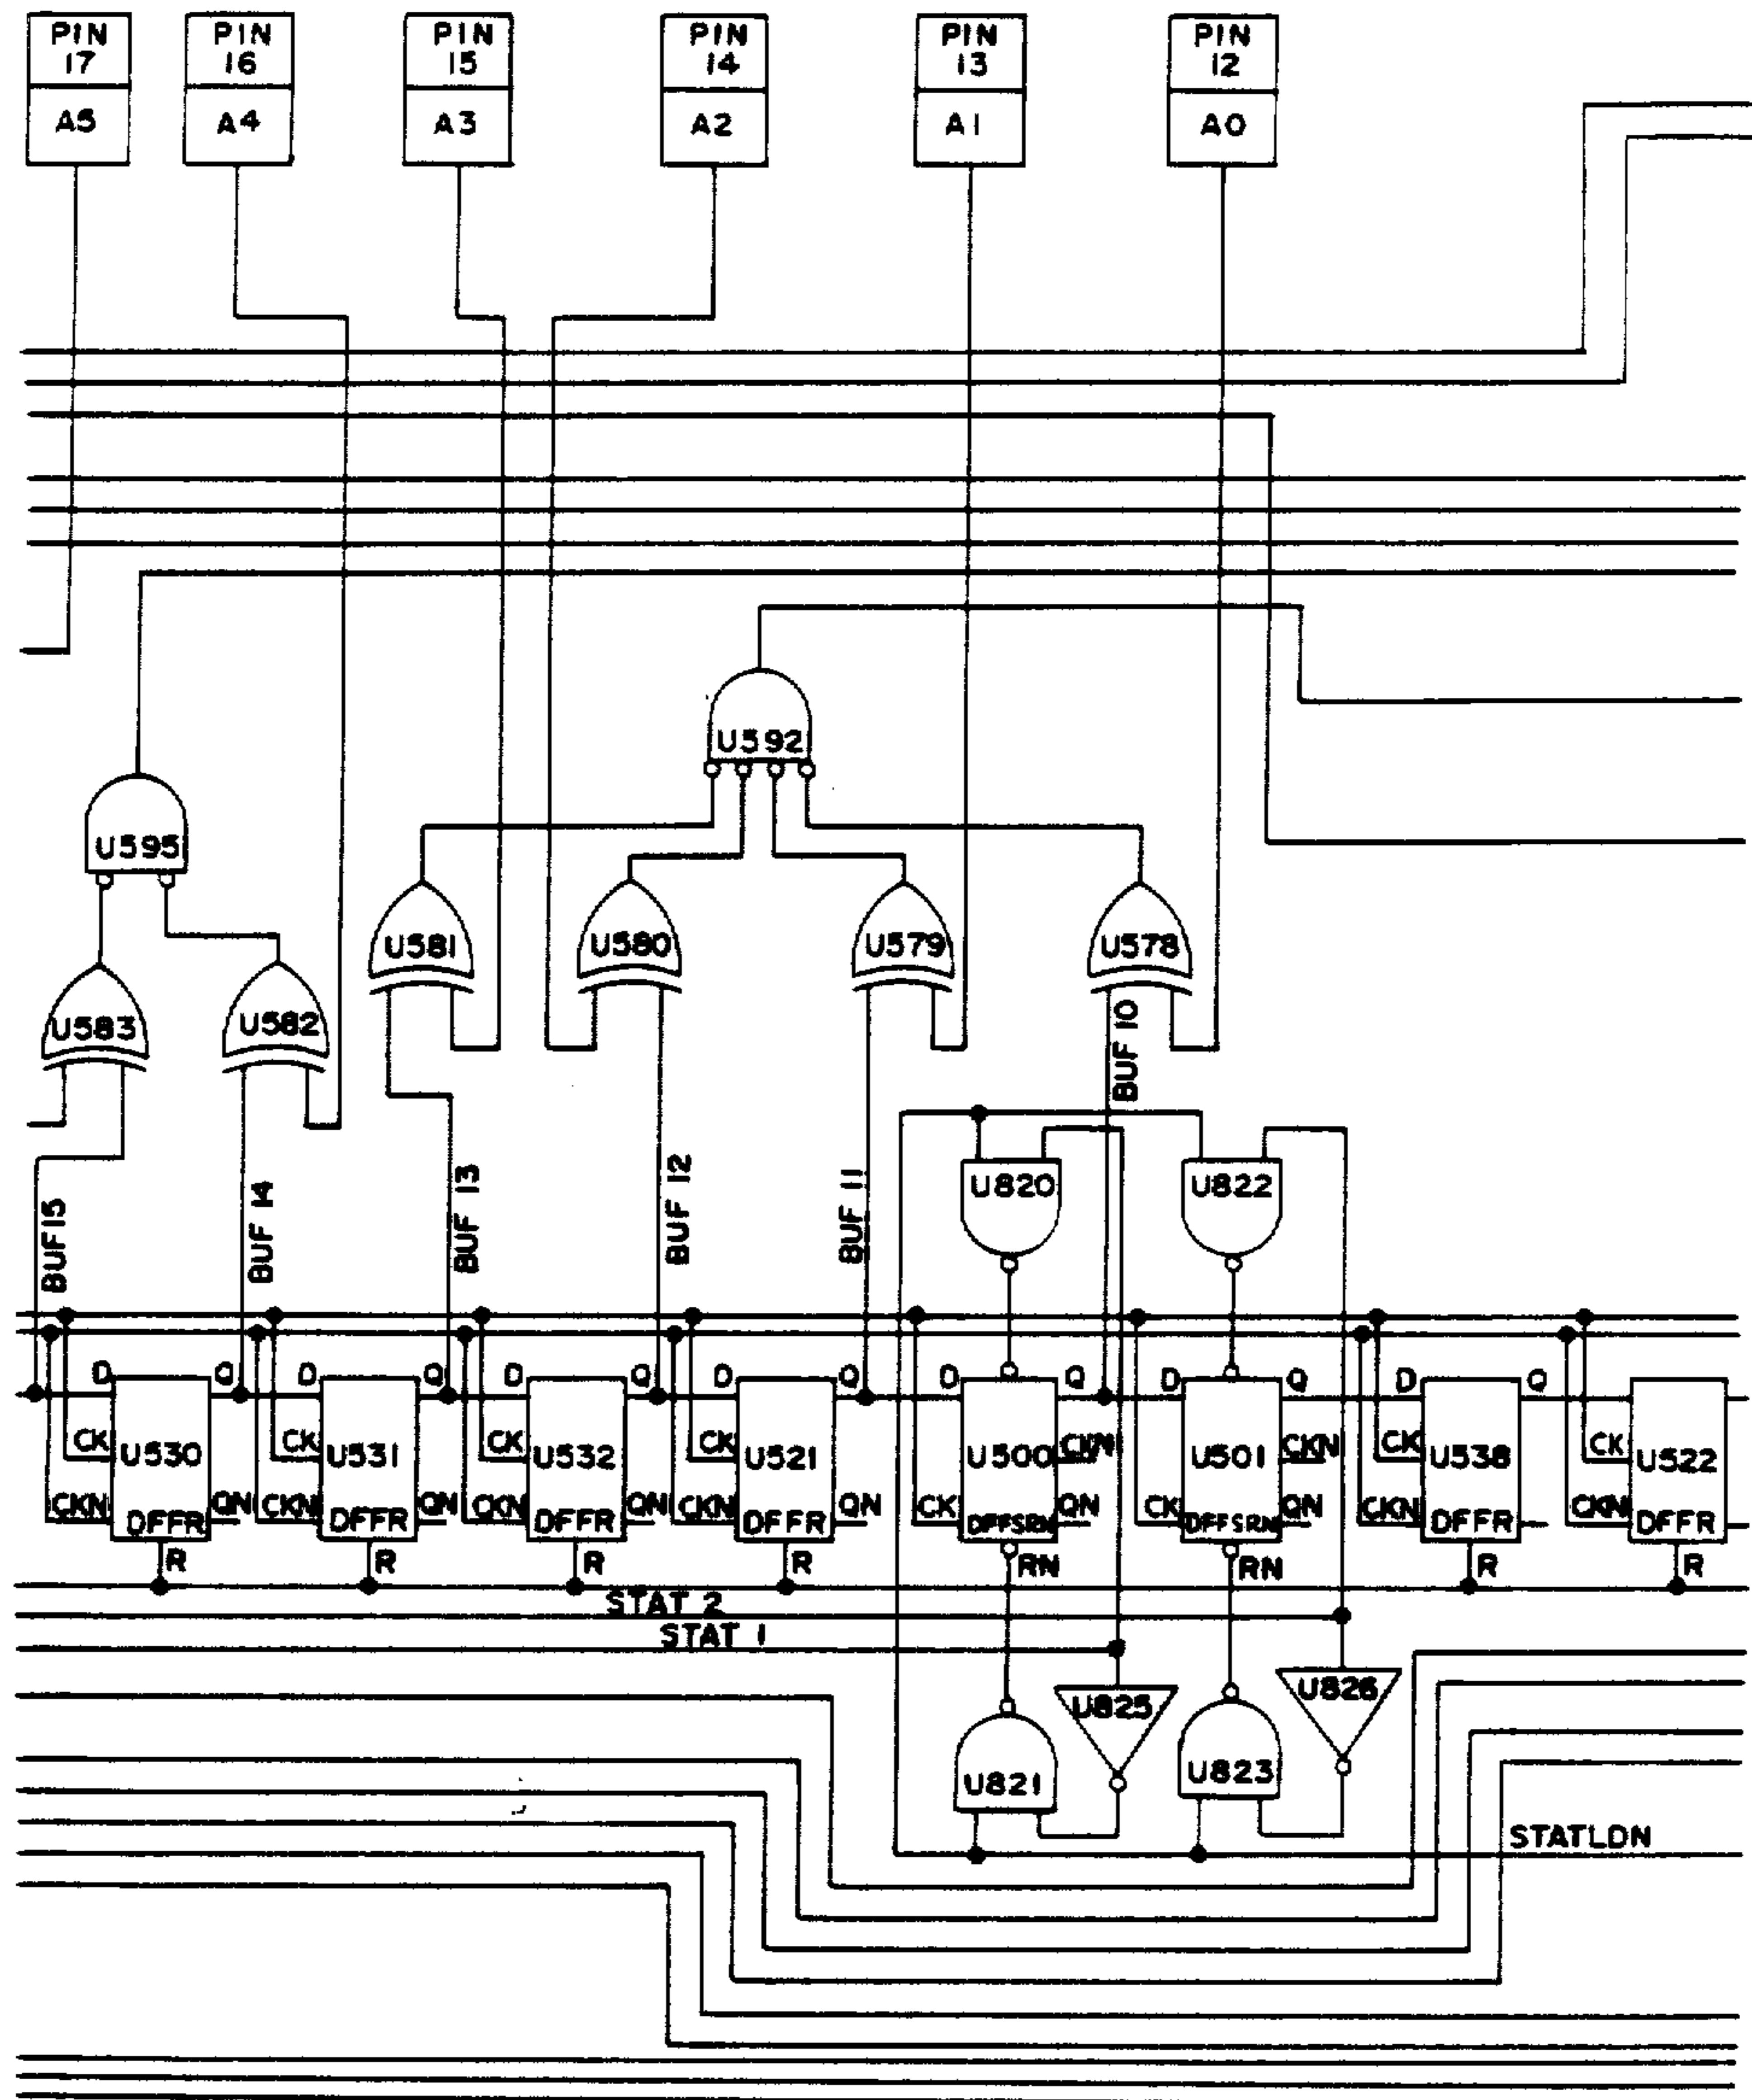 PIN 17
A5
PIN 16
A4
PIN 15
A3
PIN 14
A2
PIN 13
A1
PIN 12
A0
U592
U595
U581
U580
U579
U578
U583
U582
BUF 10
U820
U822
BUF15
BUF 14
BUF 13
BUF 12
BUF 11
D Q D Q D Q D Q D Q D Q D Q
CK U530 CK U531 CK U532 CK U521 U500 CKN U501 CKN CK U538 CK U522
CKN DFFR QN CKN DFFR QN CKN DFFR QN CKN DFFR QN CK DFFSRN QN CK DFFSRN QN CKN DFFR CKN DFFR
R R R R RN RN R R
STAT 2
STAT 1
U825
U826
U821
U823
STATLDN